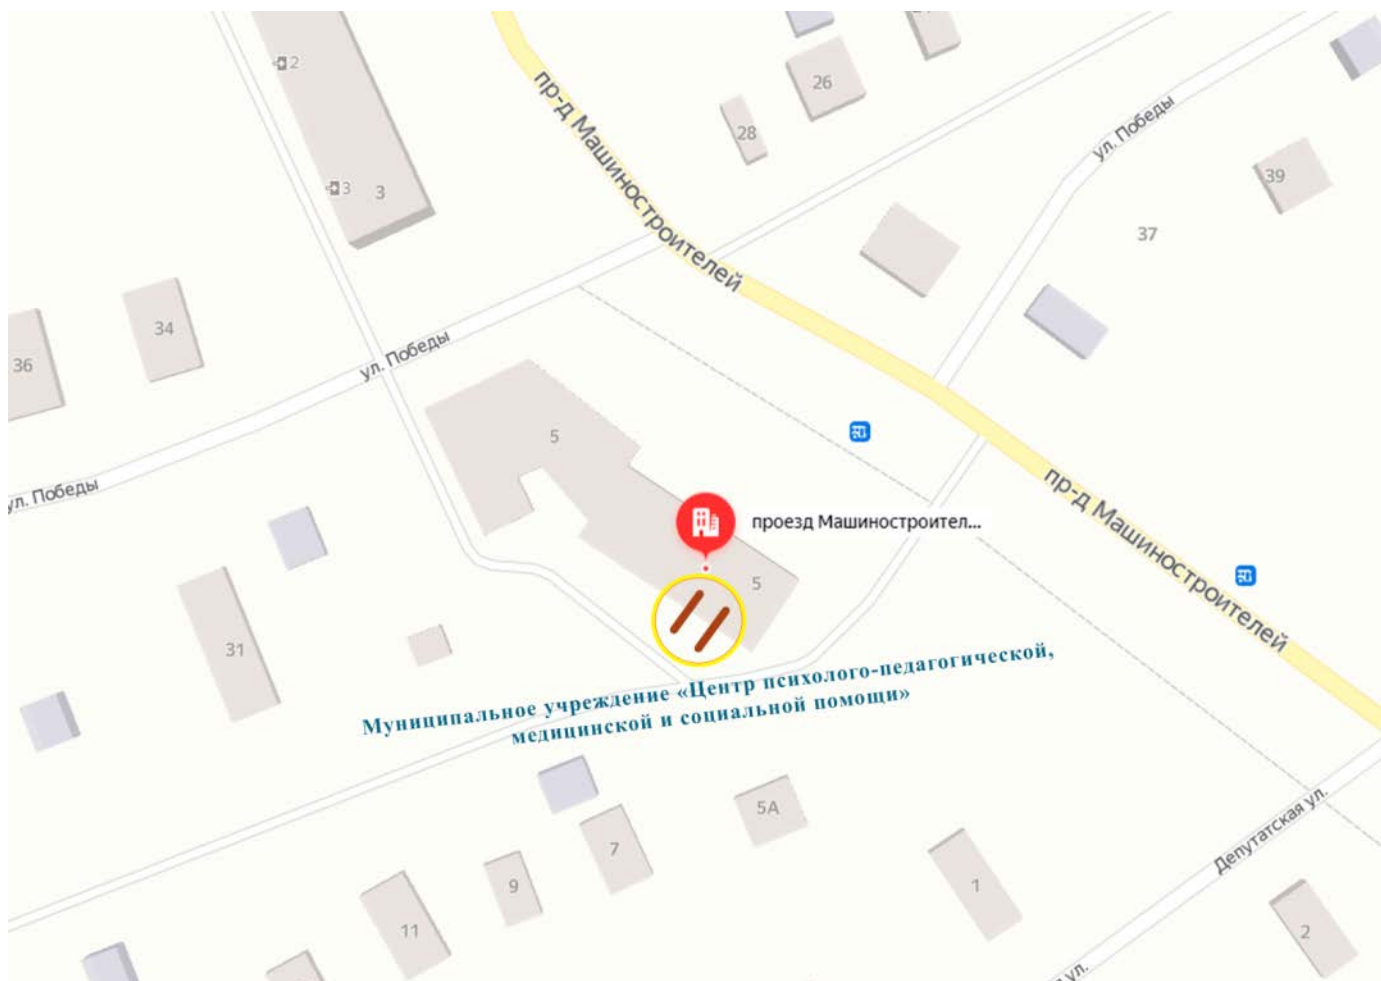 2
3
3
пр-д Машиностроителей
26
28
ул. Победы
39
37
34
36
ул. Победы
5
ул. Победы
проезд Машиностроител...
5
пр-д Машиностроителей
31
Муниципальное учреждение «Центр психолого-педагогической,
медицинской и социальной помощи»
5А
7
9
11
1
Депутатская ул.
2
ул.